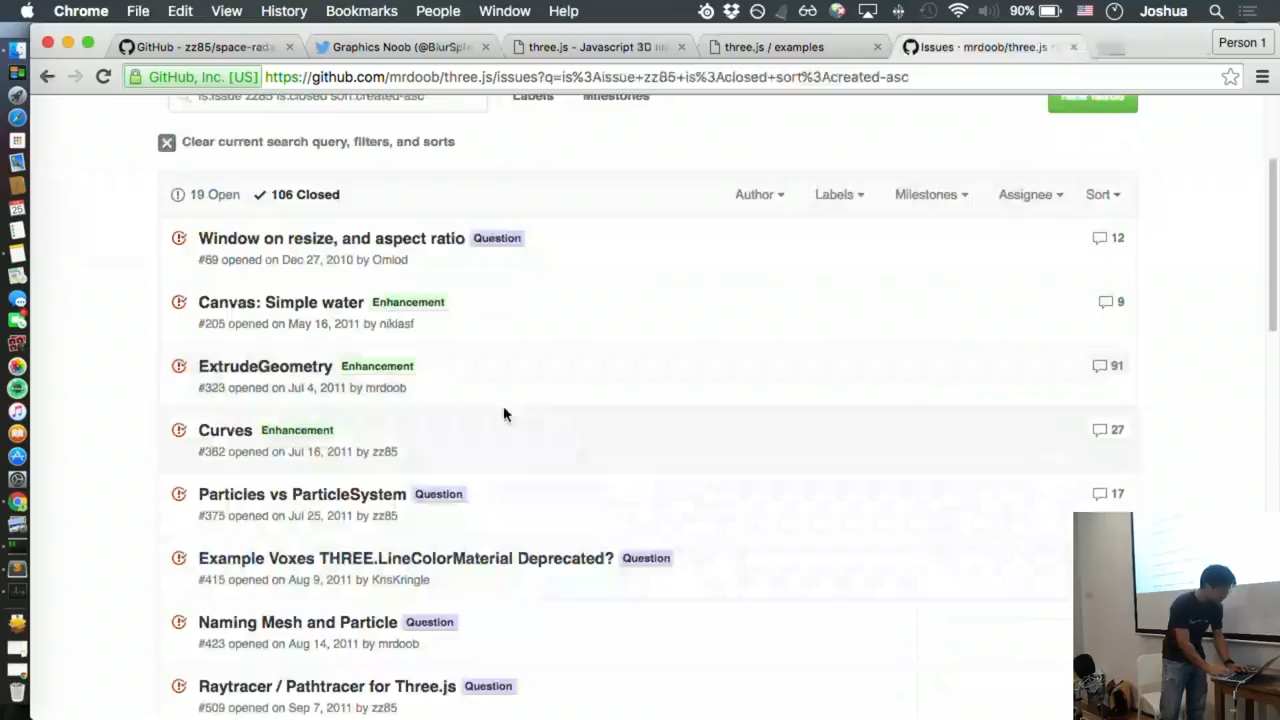 Chrome File Edit View History Bookmarks People Window Help 90% Joshua
GitHub - zz85/space-rad
Graphics Noob (@BlurSp
three.js - Javascript 3D
three.js / examples
Issues · mrdoob/three.js
Person 1
GitHub, Inc. [US] https://github.com/mrdoob/three.js/issues?q=is%3Aissue+zz85+is%3Aclosed+sort%3Acreated-asc
is:issue zz85 is:closed sort:created-asc Labels Milestones
Clear current search query, filters, and sorts
19 Open 106 Closed Author Labels Milestones Assignee Sort
Window on resize, and aspect ratio Question 12
#69 opened on Dec 27, 2010 by Omiod
Canvas: Simple water Enhancement 9
#205 opened on May 16, 2011 by niklasf
ExtrudeGeometry Enhancement 91
#323 opened on Jul 4, 2011 by mrdoob
Curves Enhancement 27
#362 opened on Jul 16, 2011 by zz85
Particles vs ParticleSystem Question 17
#375 opened on Jul 25, 2011 by zz85
Example Voxes THREE.LineColorMaterial Deprecated? Question
#415 opened on Aug 9, 2011 by KrisKringle
Naming Mesh and Particle Question
#423 opened on Aug 14, 2011 by mrdoob
Raytracer / Pathtracer for Three.js Question
#509 opened on Sep 7, 2011 by zz85